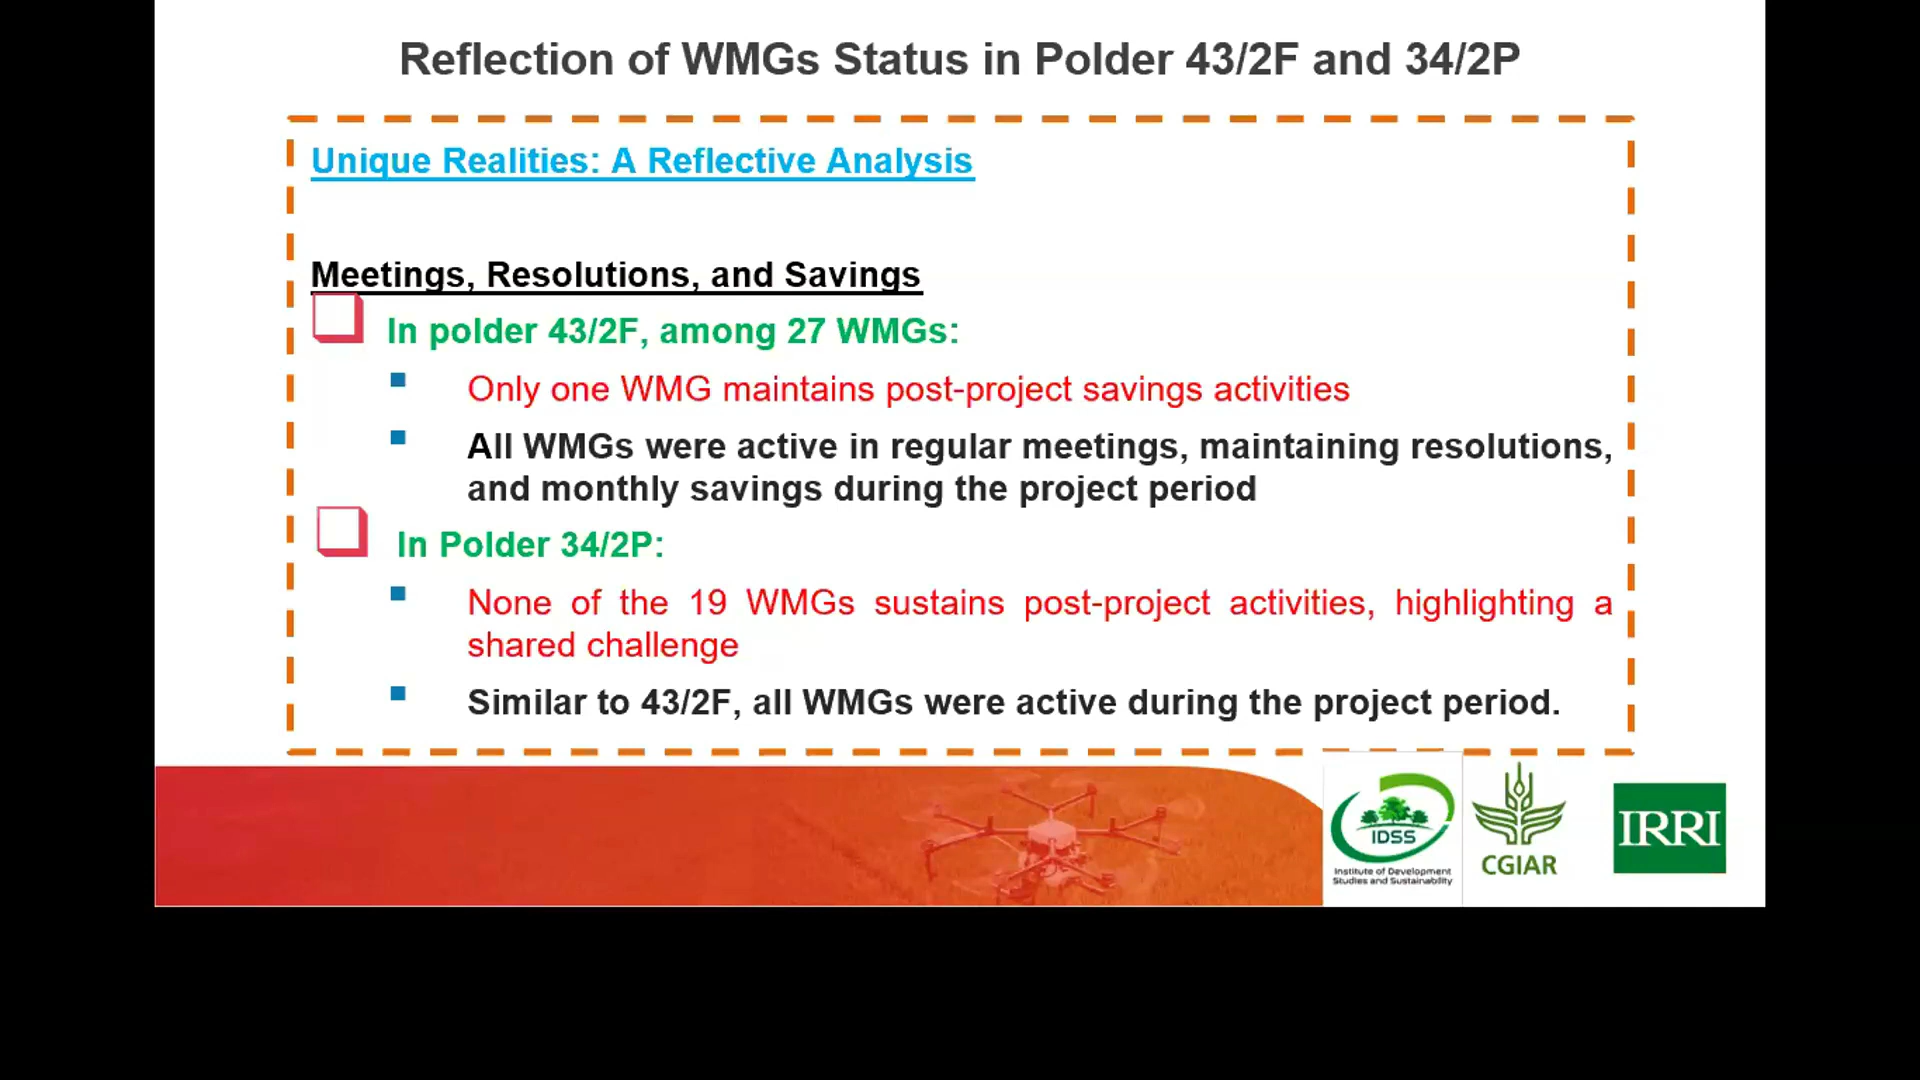 Reflection of WMGs Status in Polder 43/2F and 34/2P
Unique Realities: A Reflective Analysis
Meetings, Resolutions, and Savings
In polder 43/2F, among 27 WMGs:
Only one WMG maintains post-project savings activities
All WMGs were active in regular meetings, maintaining resolutions,
and monthly savings during the project period
In Polder 34/2P:
None of the 19 WMGs sustains post-project activities, highlighting a
shared challenge
Similar to 43/2F, all WMGs were active during the project period.
IDSS
Institute of Development
Studies and Sustainability
CGIAR
IRRI